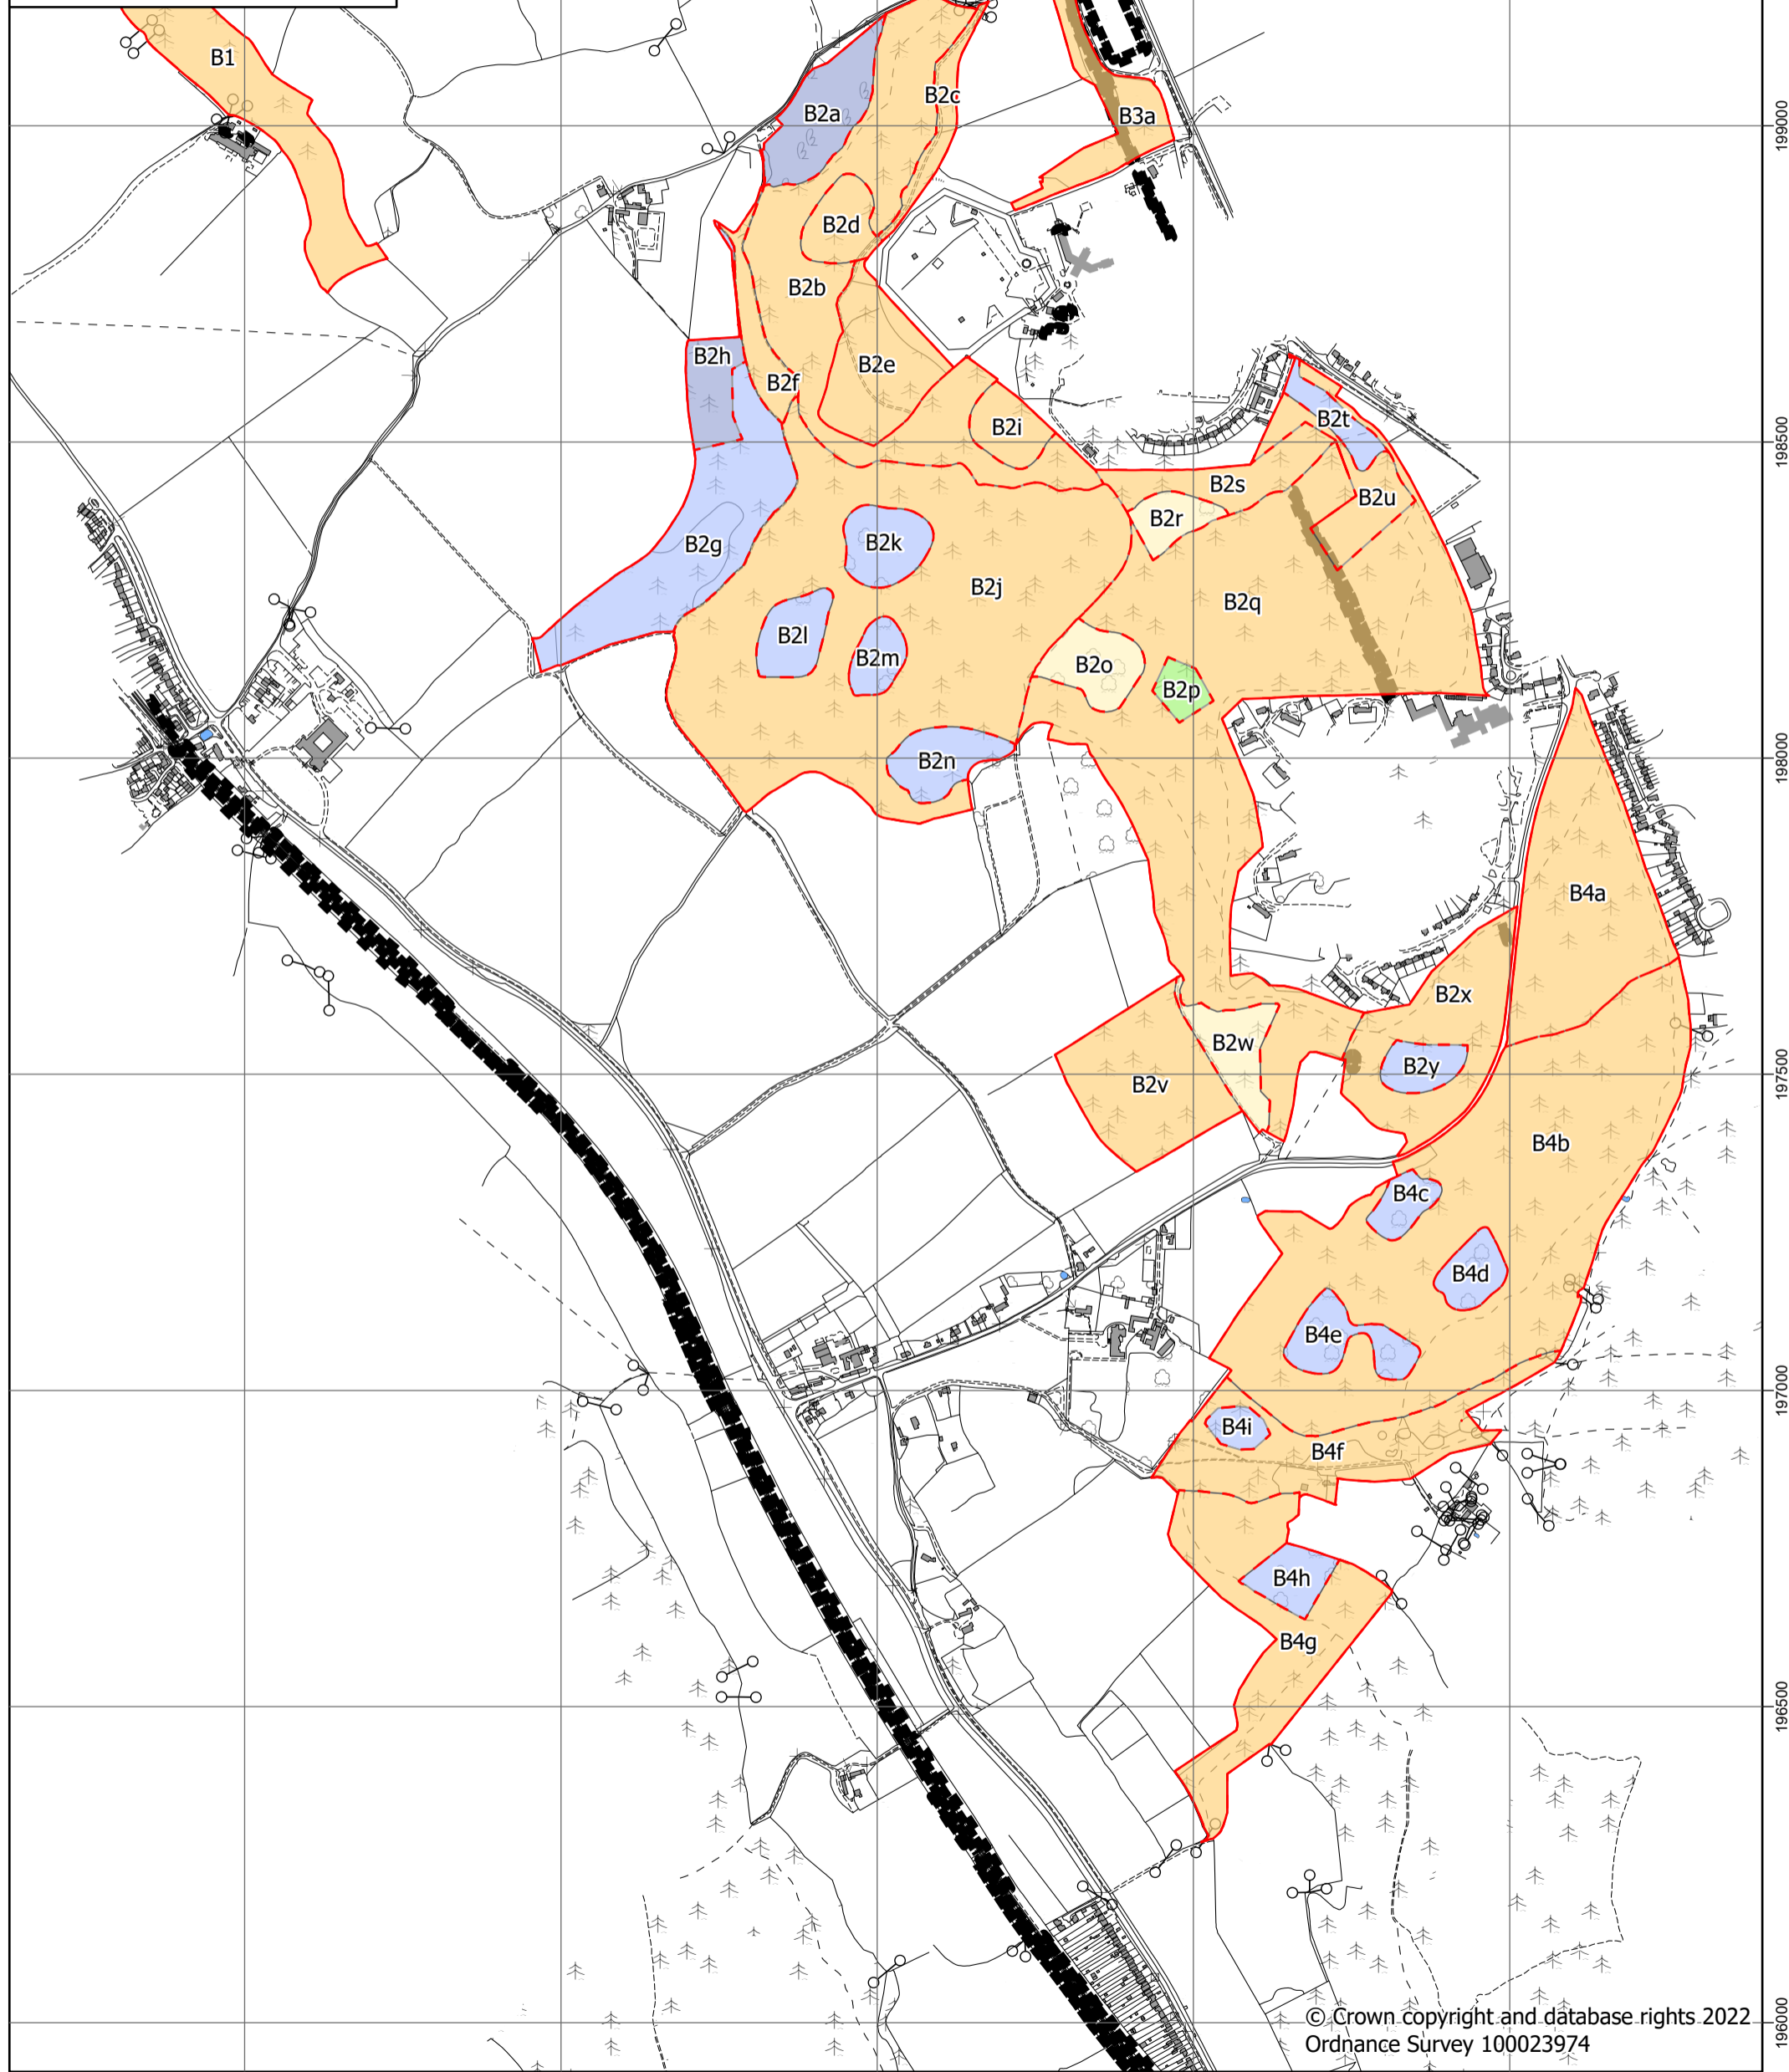 B1
B2c
B2a
B3a
199000
B2d
B2b
B2h
B2e
B2f
B2t
B2i
198500
B2s
B2u
B2r
B2k
B2g
B2j
B2q
B2l
B2m
B2o
B2p
198000
B2n
B4a
B2x
B2w
B2y
B2v
197500
B4b
B4c
B4d
B4e
197000
B4i
B4f
B4h
B4g
196500
196000
© Crown copyright and database rights 2022
Ordnance Survey 100023974